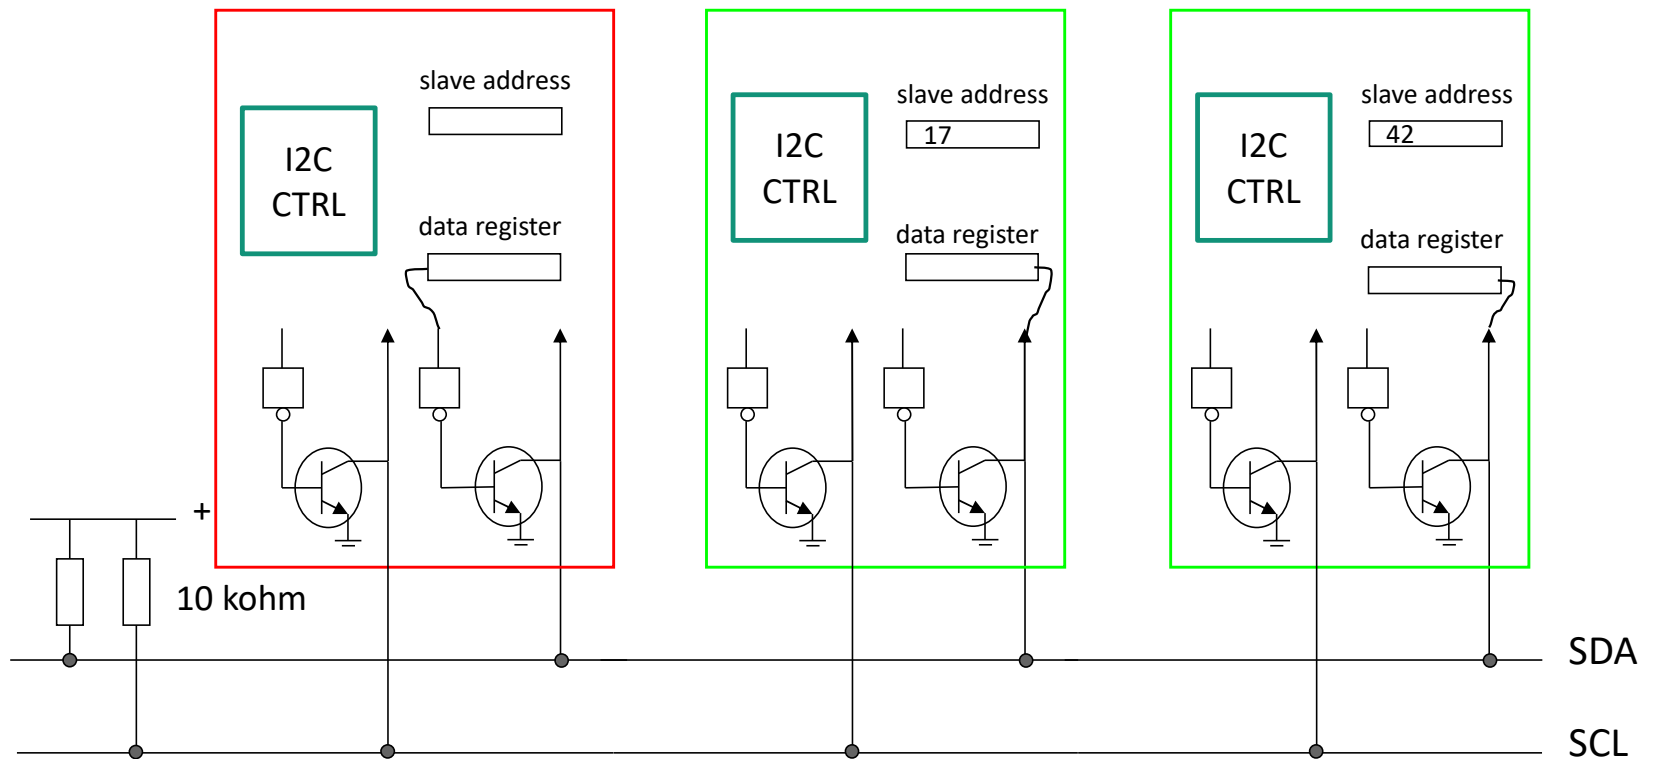 slave address
I2C
CTRL
data register
slave address
17
I2C
CTRL
data register
slave address
42
I2C
CTRL
data register
+
10 kohm
SDA
SCL